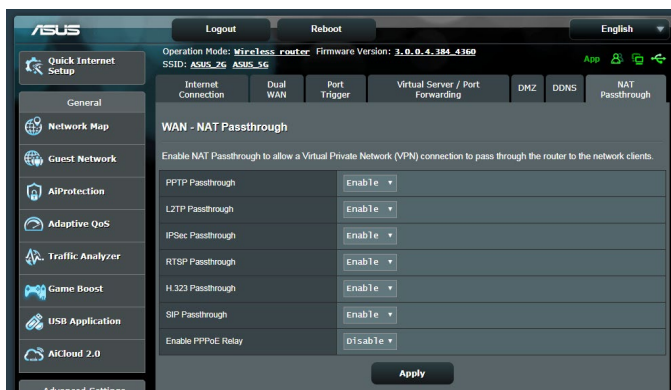 ASUS
Logout
Reboot
English
Operation Mode: Wireless router Firmware Version: 3.0.0.4.384_4360
SSID: ASUS_2G ASUS_5G
App
Quick Internet
Setup
General
Network Map
Guest Network
AiProtection
Adaptive QoS
Traffic Analyzer
Game Boost
USB Application
AiCloud 2.0
Advanced Settings
Internet
Connection
Dual
WAN
Port
Trigger
Virtual Server / Port
Forwarding
DMZ
DDNS
NAT
Passthrough
WAN - NAT Passthrough
Enable NAT Passthrough to allow a Virtual Private Network (VPN) connection to pass through the router to the network clients.
PPTP Passthrough Enable
L2TP Passthrough Enable
IPSec Passthrough Enable
RTSP Passthrough Enable
H.323 Passthrough Enable
SIP Passthrough Enable
Enable PPPoE Relay Disable
Apply